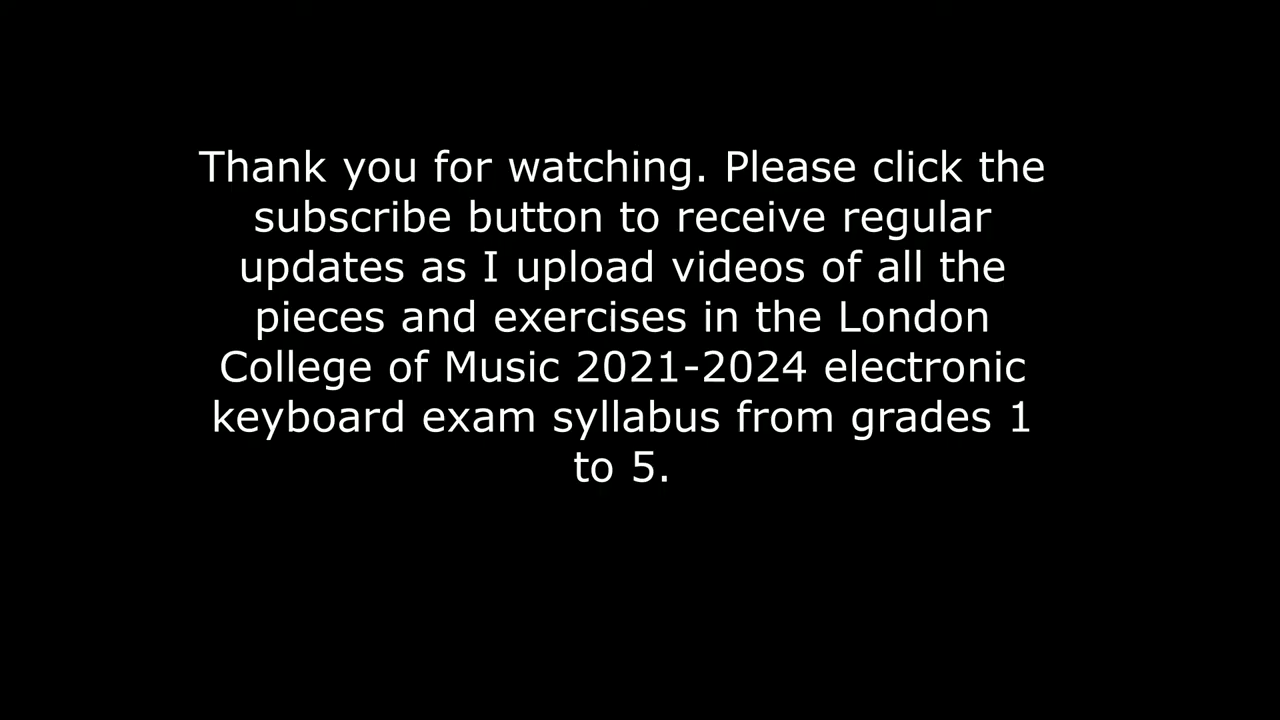 Thank you for watching. Please click the
subscribe button to receive regular
updates as I upload videos of all the
pieces and exercises in the London
College of Music 2021-2024 electronic
keyboard exam syllabus from grades 1
to 5.